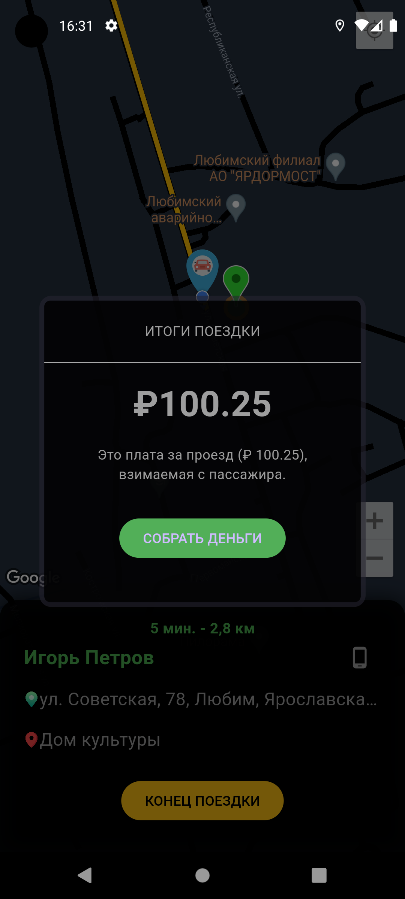 16:31
Республиканская ул.
Любимский филиал
АО "ЯРДОРМОСТ"
Любимский
аварийно...
ИТОГИ ПОЕЗДКИ
₽100.25
Это плата за проезд (₽ 100.25),
взимаемая с пассажира.
СОБРАТЬ ДЕНЬГИ
+
−
Google
5 мин. - 2,8 км
Игорь Петров
ул. Советская, 78, Любим, Ярославска...
Дом культуры
КОНЕЦ ПОЕЗДКИ